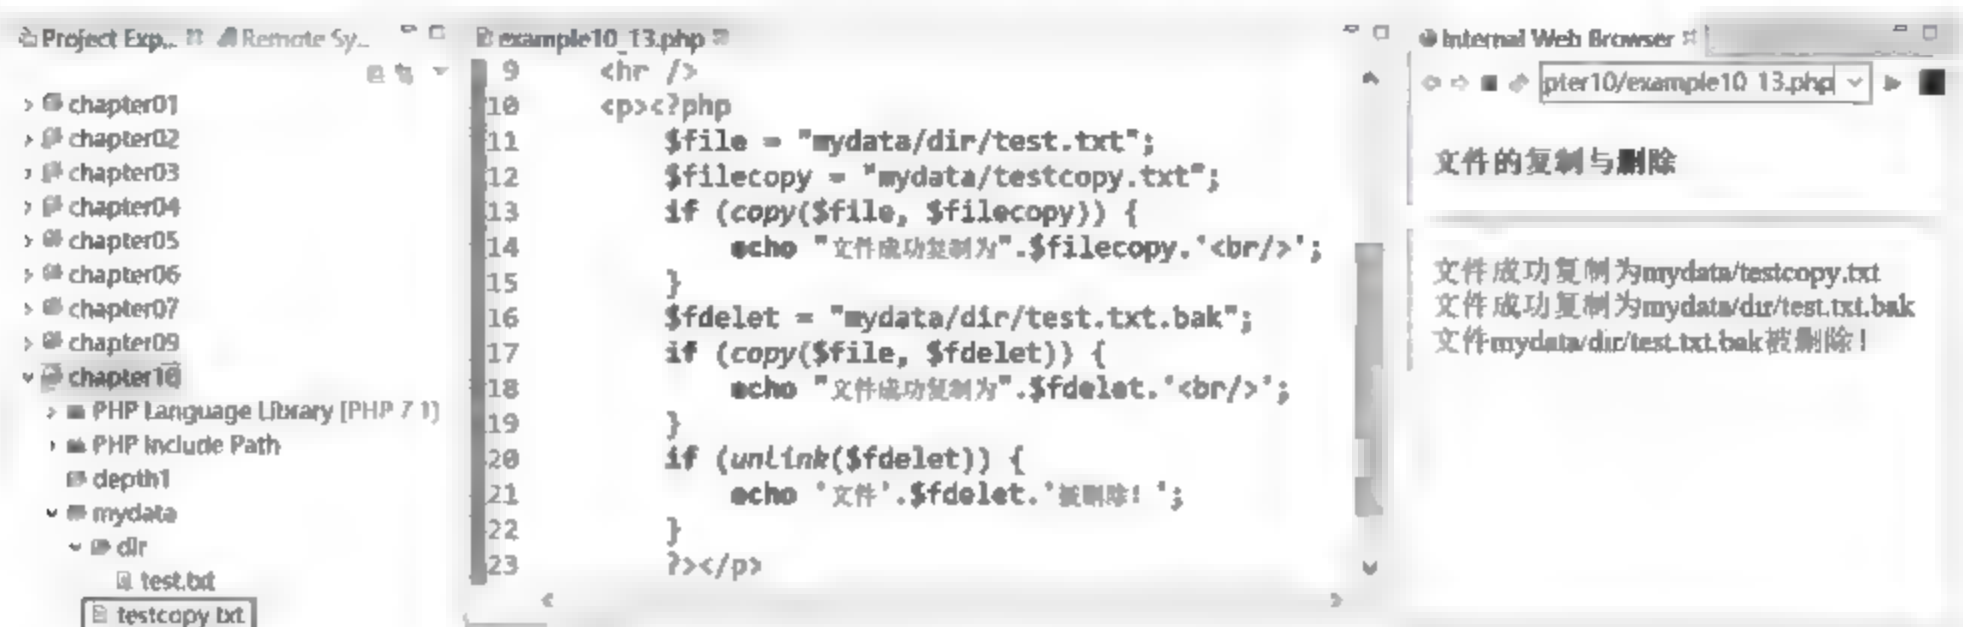 Project Exp...
Remote Sy...
chapter01
chapter02
chapter03
chapter04
chapter05
chapter06
chapter07
chapter09
chapter10
PHP Language Library [PHP 7 1]
PHP Include Path
depth1
mydata
dir
test.txt
testcopy txt
example10_13.php
9 <hr />
10 <p><?php
11 $file = "mydata/dir/test.txt";
12 $filecopy = "mydata/testcopy.txt";
13 if (copy($file, $filecopy)) {
14 echo "文件成功复制为".$filecopy.'<br/>';
15 }
16 $fdelet = "mydata/dir/test.txt.bak";
17 if (copy($file, $fdelet)) {
18 echo "文件成功复制为".$fdelet.'<br/>';
19 }
20 if (unlink($fdelet)) {
21 echo '文件'.$fdelet.'被删除! ';
22 }
23 ?></p>
Internal Web Browser
pter10/example10 13.php
文件的复制与删除
文件成功复制为mydata/testcopy.txt
文件成功复制为mydata/dir/test.txt.bak
文件mydata/dir/test.txt.bak被删除!